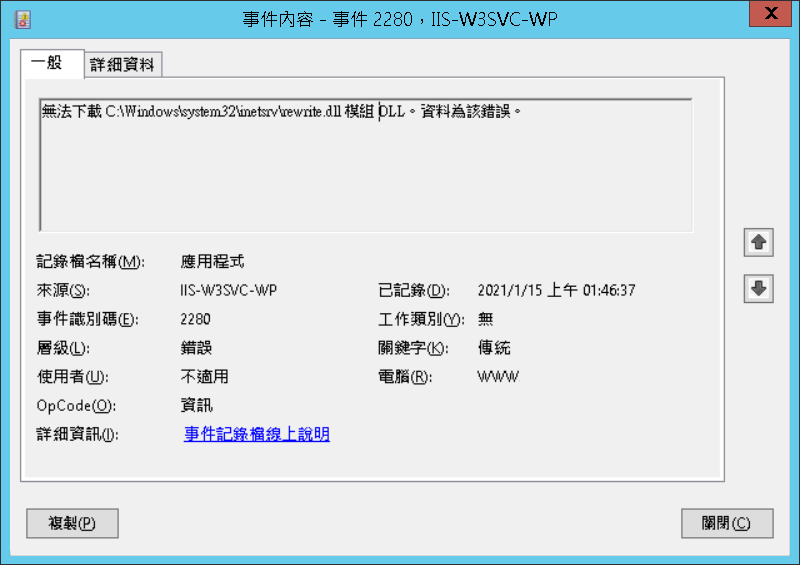 事件內容 - 事件 2280，IIS-W3SVC-WP
X
一般
詳細資料
無法下載 C:\Windows\system32\inetsrv\rewrite.dll 模組 DLL。資料為該錯誤。
記錄檔名稱(M): 應用程式
來源(S): IIS-W3SVC-WP 已記錄(D): 2021/1/15 上午 01:46:37
事件識別碼(E): 2280 工作類別(Y): 無
層級(L): 錯誤 關鍵字(K): 傳統
使用者(U): 不適用 電腦(R): WWW
OpCode(O): 資訊
詳細資訊(I): 事件記錄檔線上說明
複製(P) 關閉(C)